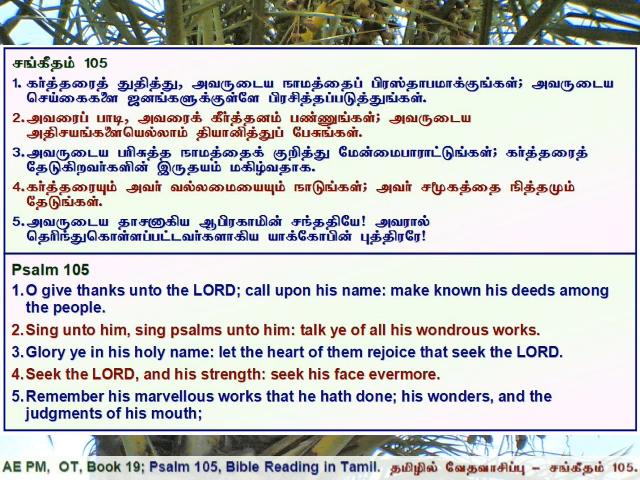 சங்கீதம் 105
1. கர்த்தரைத் துதித்து, அவருடைய நாமத்தைப் பிரஸ்தாபமாக்குங்கள்; அவருடைய
செய்கைகளை ஜனங்களுக்குள்ளே பிரசித்தப்படுத்துங்கள்.
2. அவரைப் பாடி, அவரைக் கீர்த்தனம் பண்ணுங்கள்; அவருடைய
அதிசயங்களையெல்லாம் தியானித்துப் பேசுங்கள்.
3. அவருடைய பரிசுத்த நாமத்தைக் குறித்து மேன்மைபாராட்டுங்கள்; கர்த்தரைத்
தேடுகிறவர்களின் இருதயம் மகிழ்வதாக.
4. கர்த்தரையும் அவர் வல்லமையையும் நாடுங்கள்; அவர் சமுகத்தை நித்தமும்
தேடுங்கள்.
5. அவருடைய தாசனாகிய ஆபிரகாமின் சந்ததியே! அவரால்
தெரிந்துகொள்ளப்பட்டவர்களாகிய யாக்கோபின் புத்திரரே!
Psalm 105
1. O give thanks unto the LORD; call upon his name: make known his deeds among
the people.
2. Sing unto him, sing psalms unto him: talk ye of all his wondrous works.
3. Glory ye in his holy name: let the heart of them rejoice that seek the LORD.
4. Seek the LORD, and his strength: seek his face evermore.
5. Remember his marvellous works that he hath done; his wonders, and the
judgments of his mouth;
AE PM, OT, Book 19; Psalm 105, Bible Reading in Tamil. தமிழில் வேதவாசிப்பு – சங்கீதம் 105.